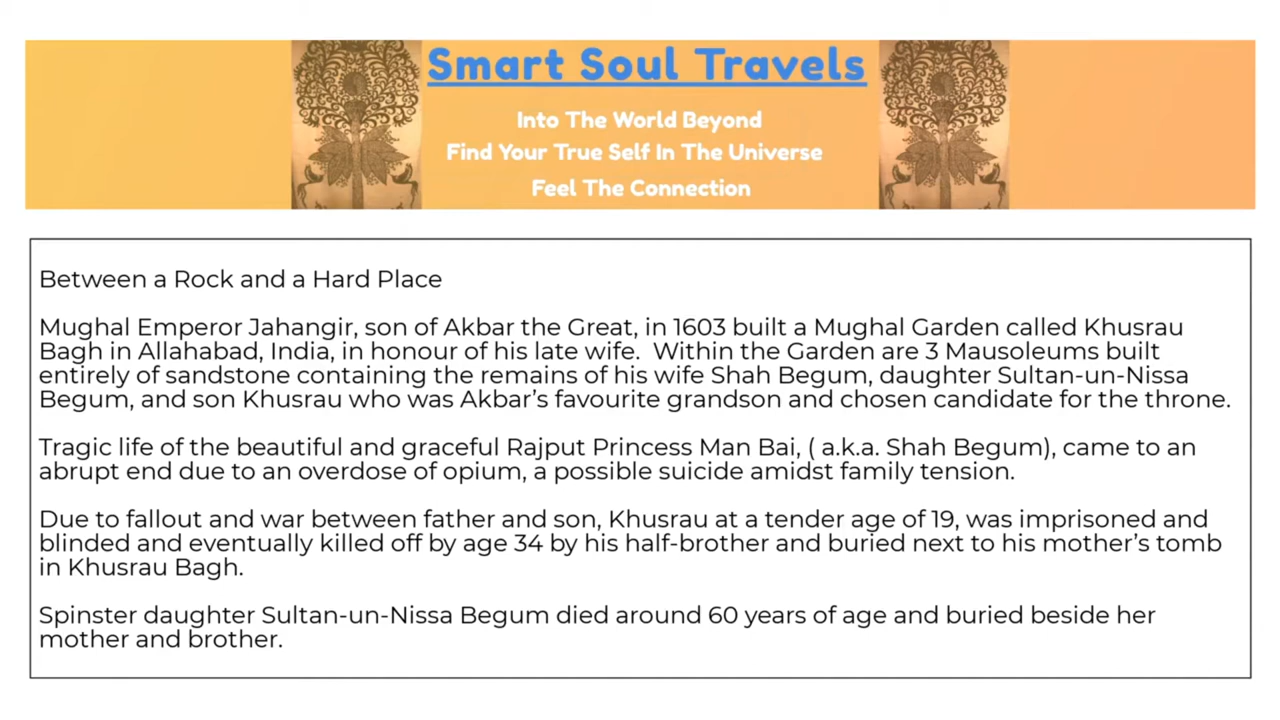 Smart Soul Travels
Into The World Beyond
Find Your True Self In The Universe
Feel The Connection
Between a Rock and a Hard Place
Mughal Emperor Jahangir, son of Akbar the Great, in 1603 built a Mughal Garden called Khusrau
Bagh in Allahabad, India, in honour of his late wife.  Within the Garden are 3 Mausoleums built
entirely of sandstone containing the remains of his wife Shah Begum, daughter Sultan-un-Nissa
Begum, and son Khusrau who was Akbar’s favourite grandson and chosen candidate for the throne.
Tragic life of the beautiful and graceful Rajput Princess Man Bai, ( a.k.a. Shah Begum), came to an
abrupt end due to an overdose of opium, a possible suicide amidst family tension.
Due to fallout and war between father and son, Khusrau at a tender age of 19, was imprisoned and
blinded and eventually killed off by age 34 by his half-brother and buried next to his mother’s tomb
in Khusrau Bagh.
Spinster daughter Sultan-un-Nissa Begum died around 60 years of age and buried beside her
mother and brother.